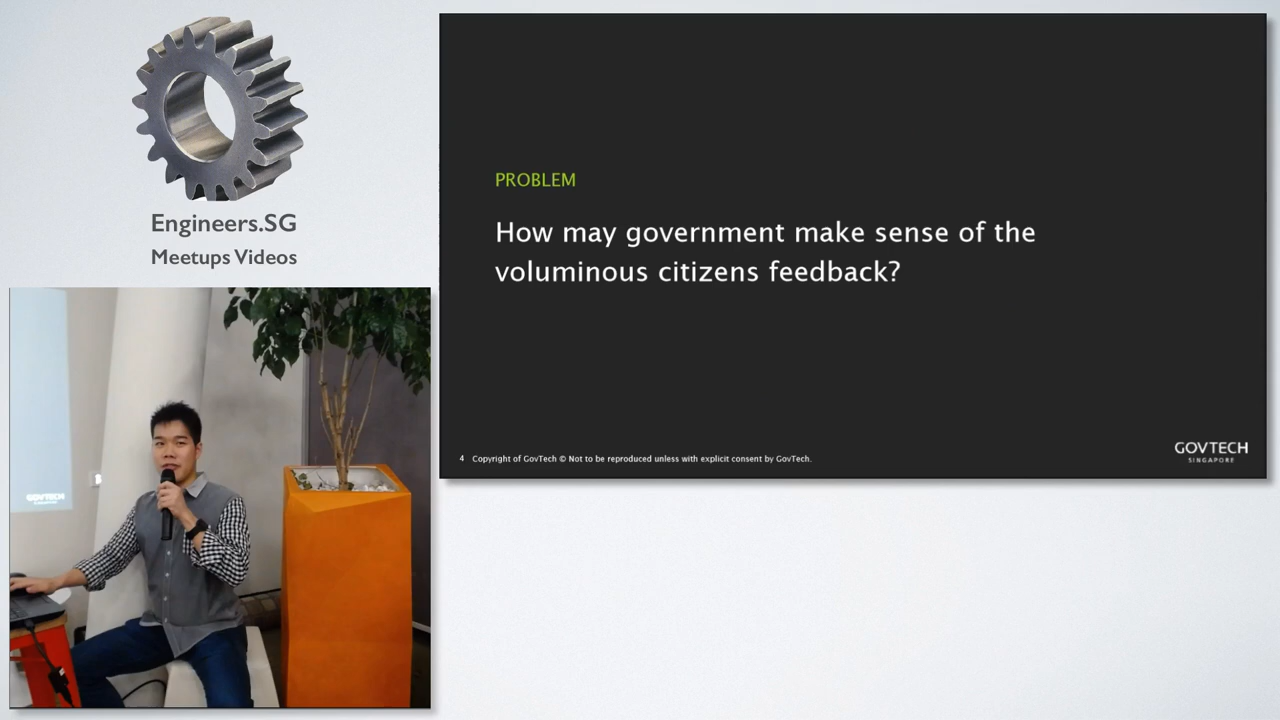 Engineers.SG
Meetups Videos
PROBLEM
How may government make sense of the
voluminous citizens feedback?
4 Copyright of GovTech © Not to be reproduced unless with explicit consent by GovTech.
GOVTECH
SINGAPORE
GOVTECH